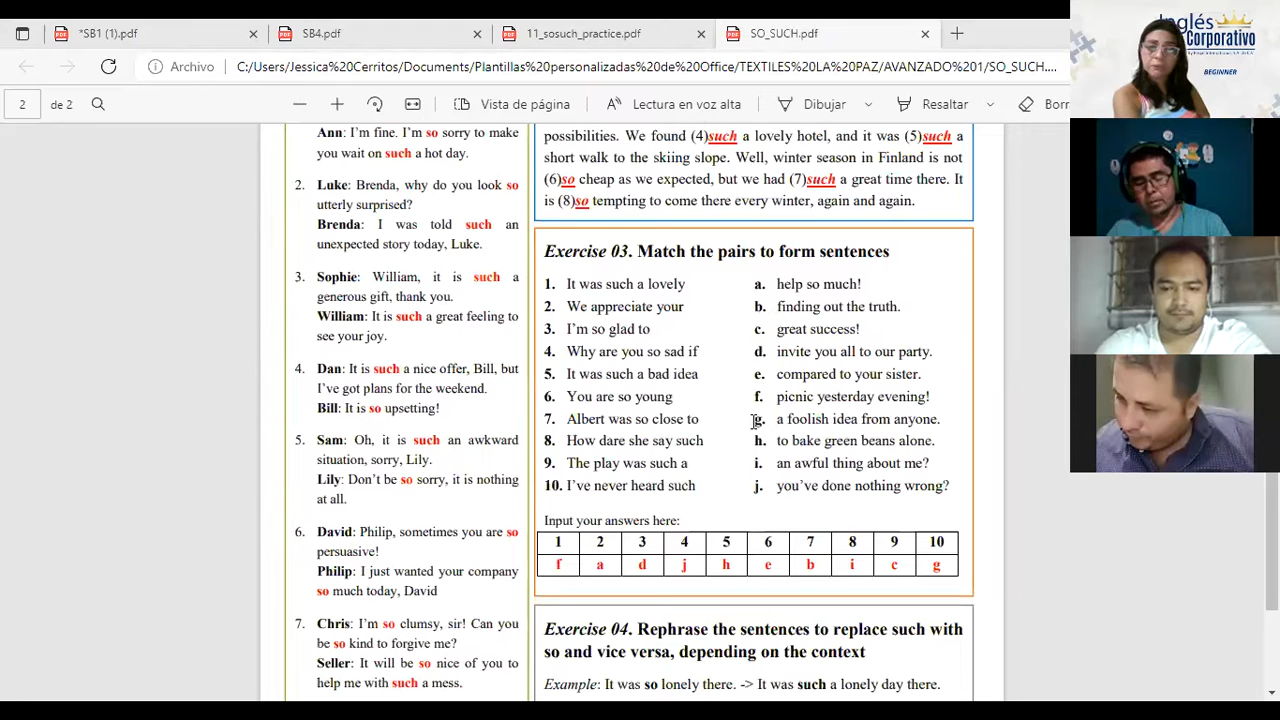 *SB1 (1).pdf
SB4.pdf
11_sosuch_practice.pdf
SO_SUCH.pdf
Archivo
C:/Users/Jessica%20Cerritos/Documents/Plantillas%20personalizadas%20de%20Office/TEXTILES%20LA%20PAZ/AVANZADO%201/SO_SUCH....
2 de 2
Vista de página
Lectura en voz alta
Dibujar
Resaltar
Borr
Ann: I'm fine. I'm so sorry to make
you wait on such a hot day.
2. Luke: Brenda, why do you look so
utterly surprised?
Brenda: I was told such an
unexpected story today, Luke.
3. Sophie: William, it is such a
generous gift, thank you.
William: It is such a great feeling to
see your joy.
4. Dan: It is such a nice offer, Bill, but
I've got plans for the weekend.
Bill: It is so upsetting!
5. Sam: Oh, it is such an awkward
situation, sorry, Lily.
Lily: Don't be so sorry, it is nothing
at all.
6. David: Philip, sometimes you are so
persuasive!
Philip: I just wanted your company
so much today, David
7. Chris: I'm so clumsy, sir! Can you
be so kind to forgive me?
Seller: It will be so nice of you to
help me with such a mess.
possibilities. We found (4)such a lovely hotel, and it was (5)such a
short walk to the skiing slope. Well, winter season in Finland is not
(6)so cheap as we expected, but we had (7)such a great time there. It
is (8)so tempting to come there every winter, again and again.
Exercise 03. Match the pairs to form sentences
1. It was such a lovely
2. We appreciate your
3. I'm so glad to
4. Why are you so sad if
5. It was such a bad idea
6. You are so young
7. Albert was so close to
8. How dare she say such
9. The play was such a
10. I've never heard such
a. help so much!
b. finding out the truth.
c. great success!
d. invite you all to our party.
e. compared to your sister.
f. picnic yesterday evening!
g. a foolish idea from anyone.
h. to bake green beans alone.
i. an awful thing about me?
j. you've done nothing wrong?
Input your answers here:
1 2 3 4 5 6 7 8 9 10
f a d j h e b i c g
Exercise 04. Rephrase the sentences to replace such with
so and vice versa, depending on the context
Example: It was so lonely there. -> It was such a lonely day there.
Inglés
Corporativo
BEGINNER